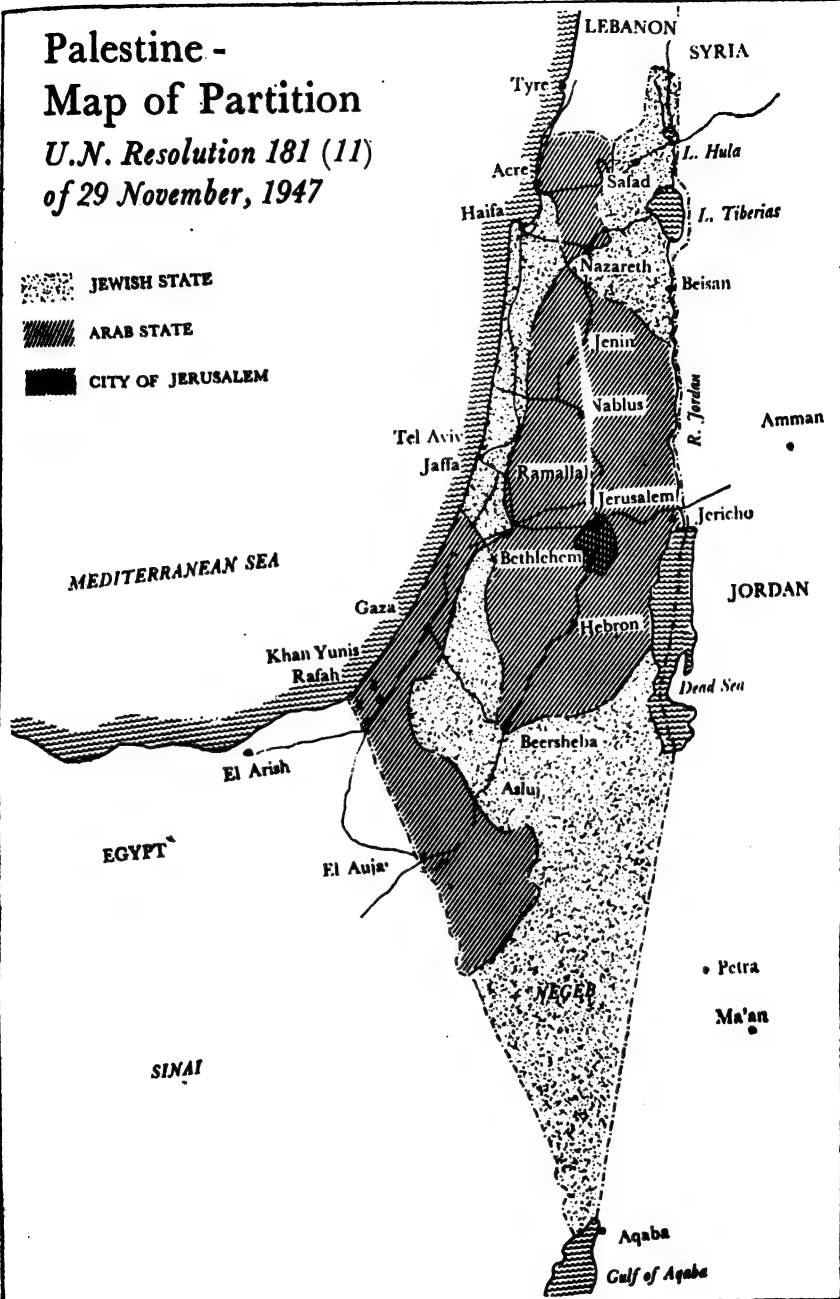 Palestine -
Map of Partition
U.N. Resolution 181 (11)
of 29 November, 1947
JEWISH STATE
ARAB STATE
CITY OF JERUSALEM
LEBANON
SYRIA
Tyre
L. Hula
Acre
Safad
Haifa
L. Tiberias
Nazareth
Beisan
Jenin
R. Jordan
Nablus
Amman
Tel Aviv
Jaffa
Ramallal
Jerusalem
Jericho
Bethlehem
MEDITERRANEAN SEA
JORDAN
Gaza
Hebron
Khan Yunis
Rafah
Dead Sea
Beersheba
El Arish
Asluj
EGYPT
El Auja
Petra
NEGEB
Ma'an
SINAI
Aqaba
Gulf of Aqaba